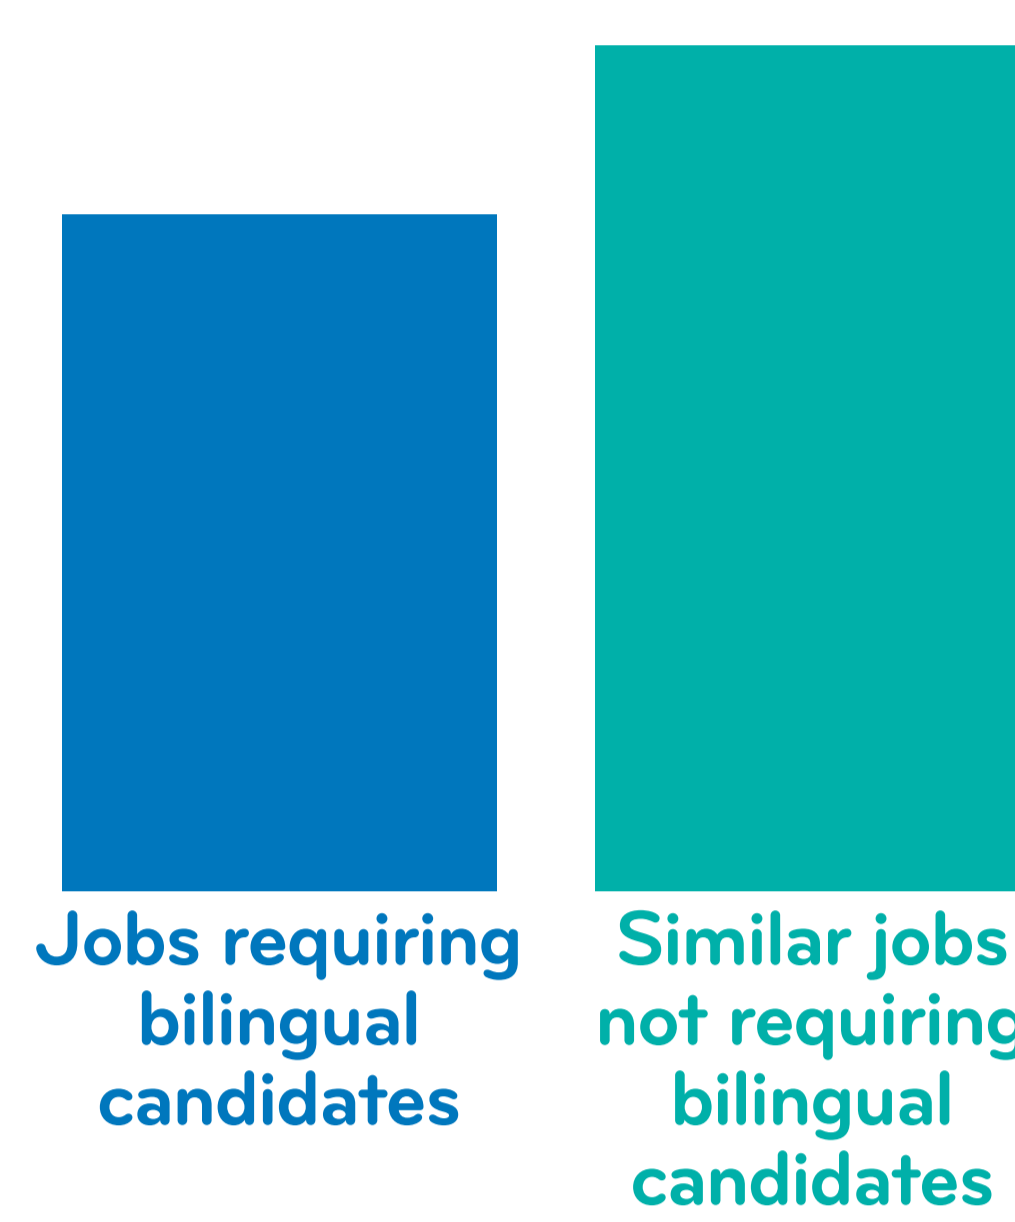 Jobs requiring
bilingual
candidates
Similar jobs
not requiring
bilingual
candidates